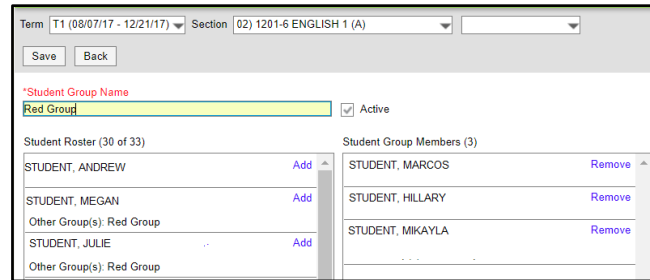 Term T1 (08/07/17 - 12/21/17) Section 02) 1201-6 ENGLISH 1 (A)
Save Back
*Student Group Name
Red Group Active
Student Roster (30 of 33) Student Group Members (3)
STUDENT, ANDREW Add STUDENT, MARCOS Remove
STUDENT, MEGAN Add STUDENT, HILLARY Remove
Other Group(s): Red Group
STUDENT, JULIE Add STUDENT, MIKAYLA Remove
Other Group(s): Red Group